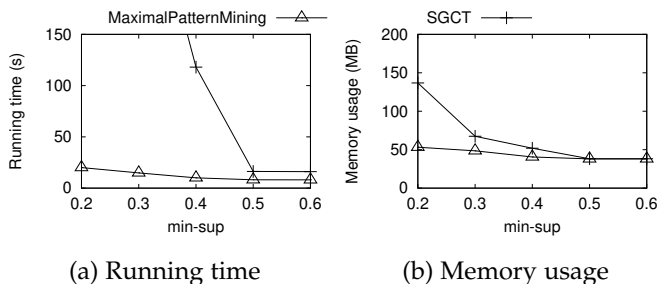 MaximalPatternMining SGCT
Running time (s)
150
100
50
0
0.2 0.3 0.4 0.5 0.6
min-sup
Memory usage (MB)
200
150
100
50
0
0.2 0.3 0.4 0.5 0.6
min-sup
(a) Running time
(b) Memory usage